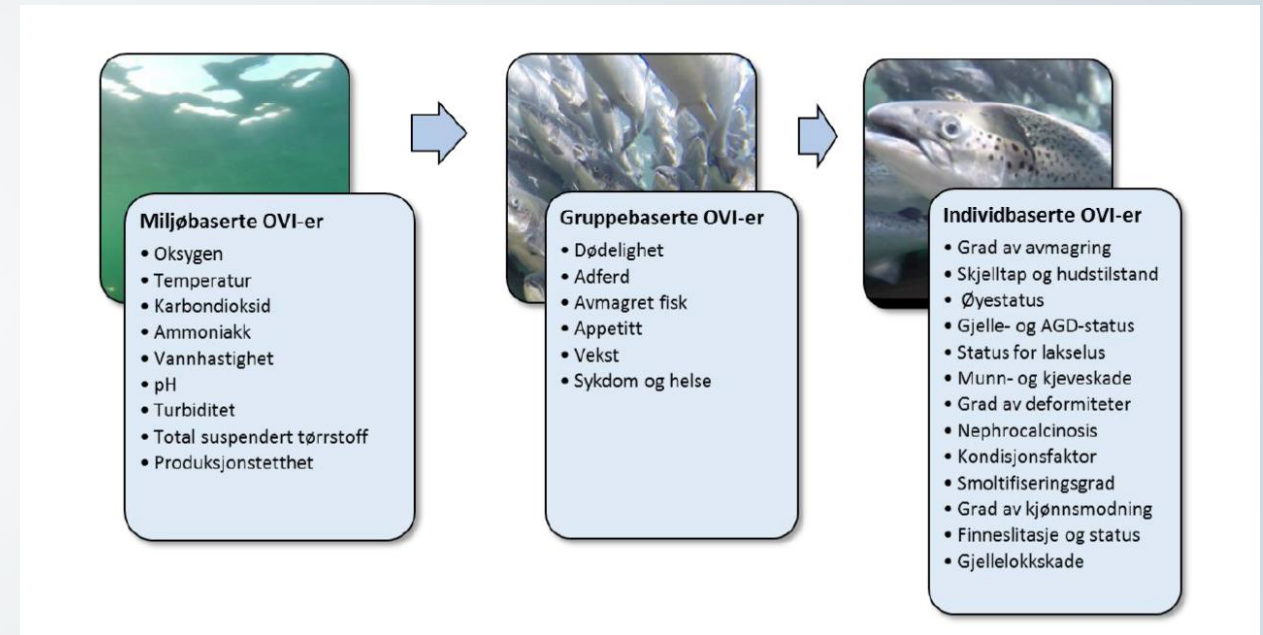 Miljøbaserte OVI-er
• Oksygen
• Temperatur
• Karbondioksid
• Ammoniakk
• Vannhastighet
• pH
• Turbiditet
• Total suspendert tørrstoff
• Produksjonstetthet
Gruppebaserte OVI-er
• Dødelighet
• Adferd
• Avmagret fisk
• Appetitt
• Vekst
• Sykdom og helse
Individbaserte OVI-er
• Grad av avmagring
• Skjelltap og hudstilstand
• Øyestatus
• Gjelle- og AGD-status
• Status for lakselus
• Munn- og kjeveskade
• Grad av deformiteter
• Nephrocalcinosis
• Kondisjonsfaktor
• Smoltifiseringsgrad
• Grad av kjønnsmodning
• Finneslitasje og status
• Gjellelokkskade